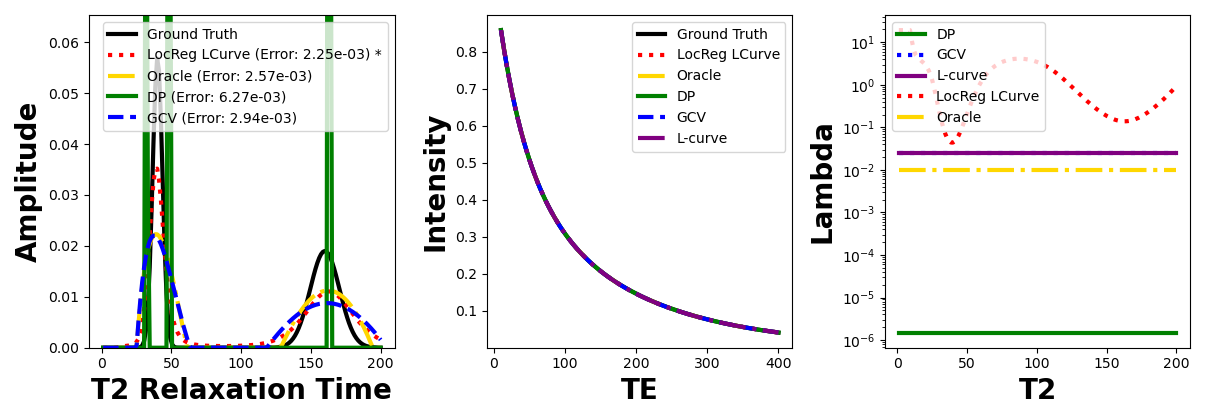 Amplitude
0.06
0.05
0.04
0.03
0.02
0.01
0.00
0 50 100 150 200
T2 Relaxation Time
Ground Truth
LocReg LCurve (Error: 2.25e-03) *
Oracle (Error: 2.57e-03)
DP (Error: 6.27e-03)
GCV (Error: 2.94e-03)
Intensity
0.8
0.7
0.6
0.5
0.4
0.3
0.2
0.1
0 100 200 300 400
TE
Ground Truth
LocReg LCurve
Oracle
DP
GCV
L-curve
Lambda
10¹
10⁰
10⁻¹
10⁻²
10⁻³
10⁻⁴
10⁻⁵
10⁻⁶
0 50 100 150 200
T2
DP
GCV
L-curve
LocReg LCurve
Oracle